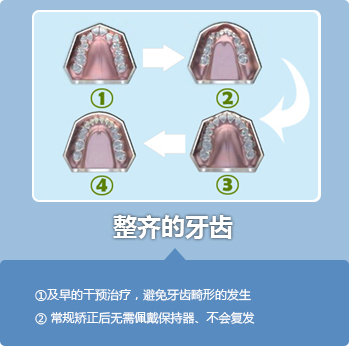 ① ②
④ ③
整齐的牙齿
①及早的干预治疗，避免牙齿畸形的发生
② 常规矫正后无需佩戴保持器、不会复发